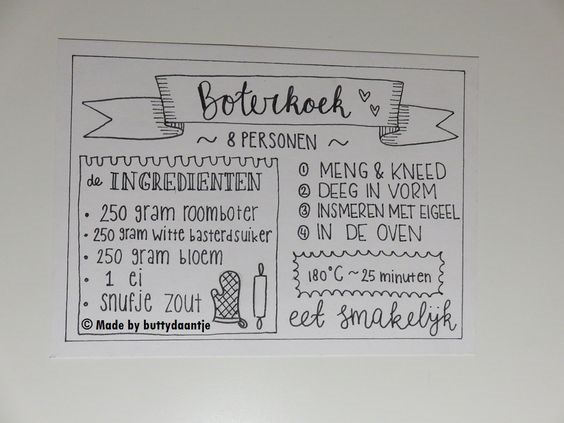 Boterkoek
~ 8 PERSONEN ~
de INGREDIENTEN
• 250 gram roomboter
• 250 gram witte basterdsuiker
• 250 gram bloem
• 1 ei
• snufje zout
© Made by buttydaantje
① MENG & KNEED
② DEEG IN VORM
③ INSMEREN MET EIGEEL
④ IN DE OVEN
180°C ~ 25 minuten
eet smakelijk